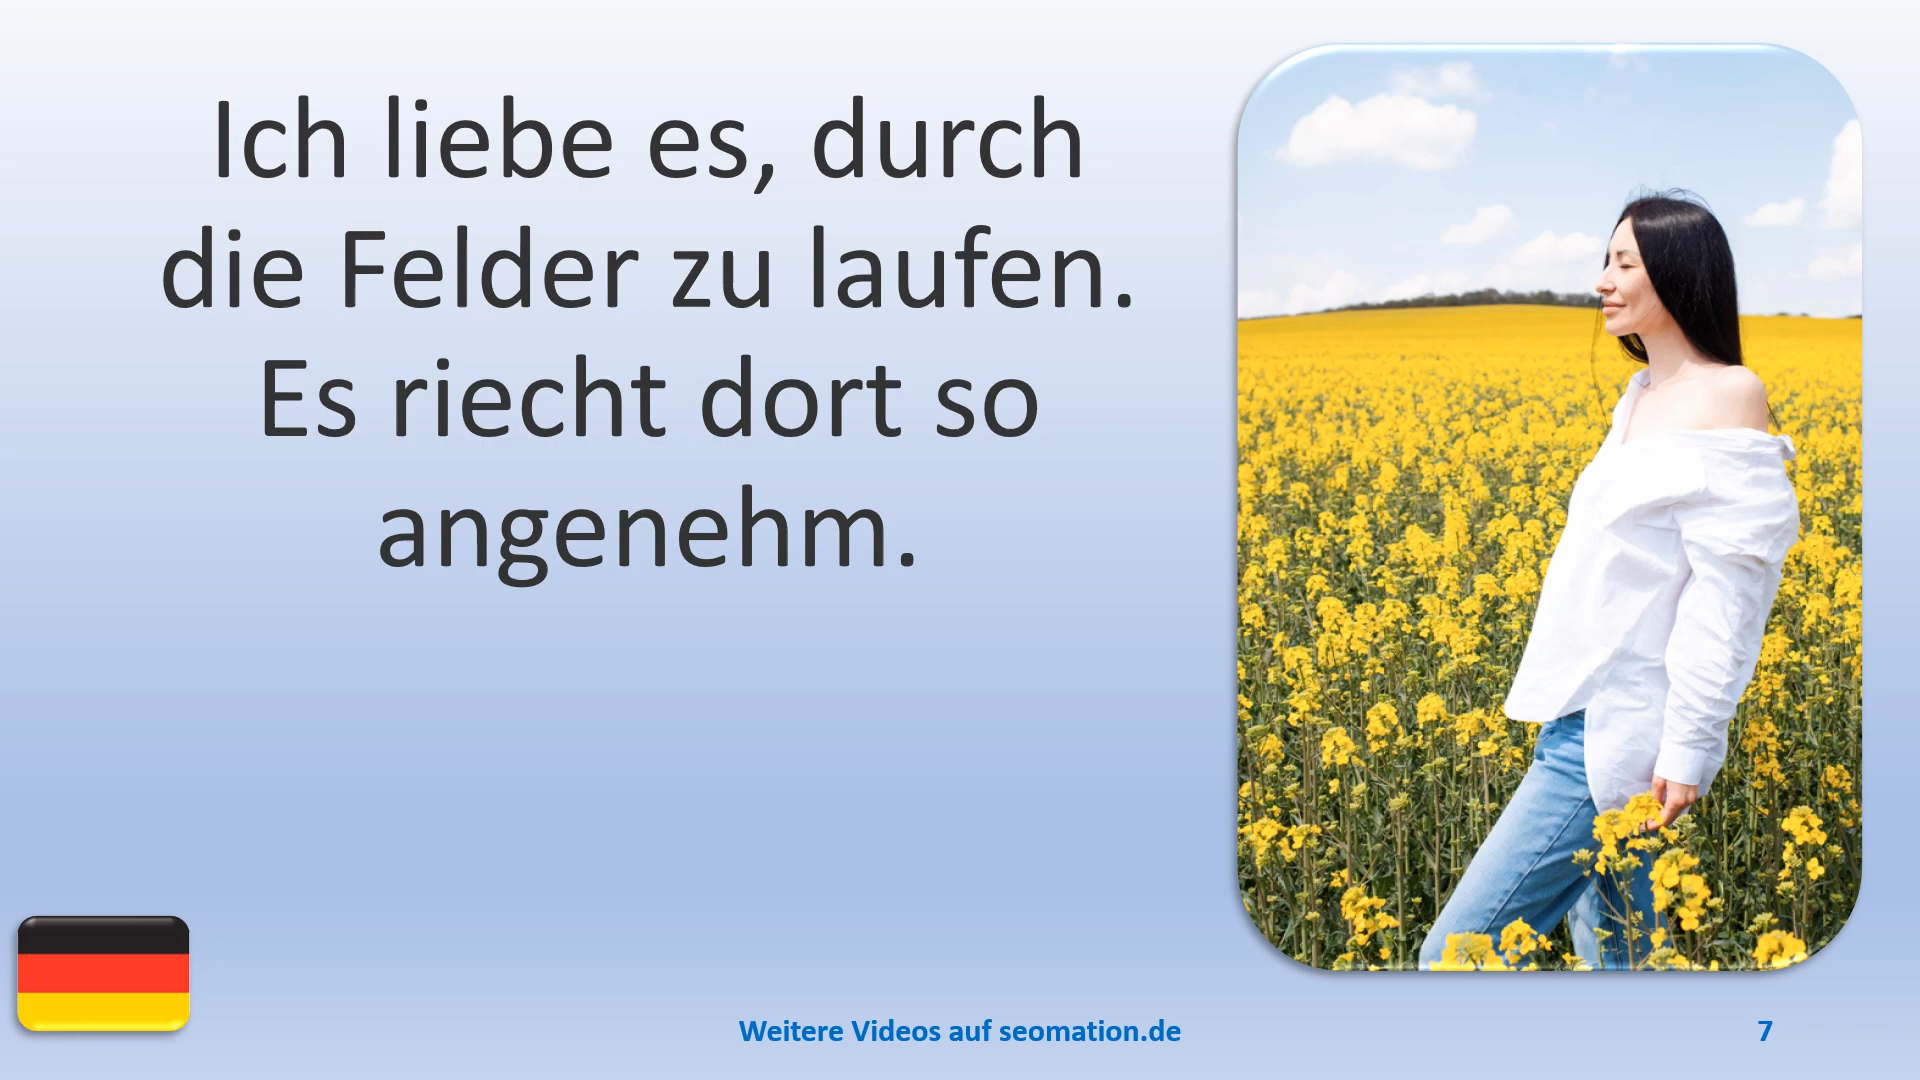 Ich liebe es, durch
die Felder zu laufen.
Es riecht dort so
angenehm.
Weitere Videos auf seomation.de
7